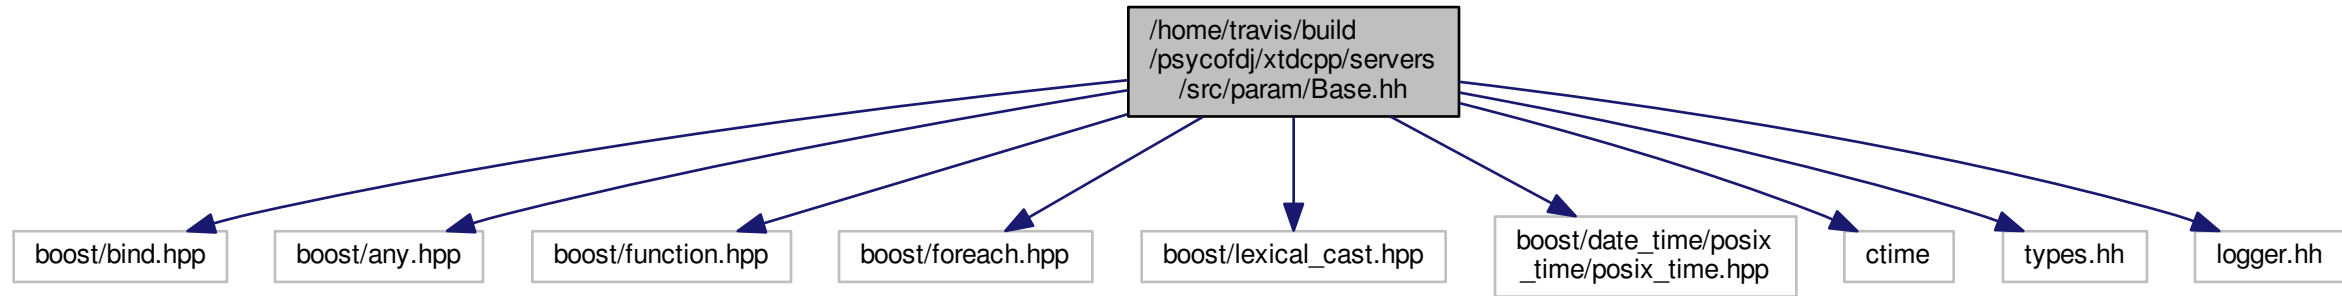 /home/travis/build
/psycofdj/xtdcpp/servers
/src/param/Base.hh
boost/bind.hpp
boost/any.hpp
boost/function.hpp
boost/foreach.hpp
boost/lexical_cast.hpp
boost/date_time/posix
_time/posix_time.hpp
ctime
types.hh
logger.hh